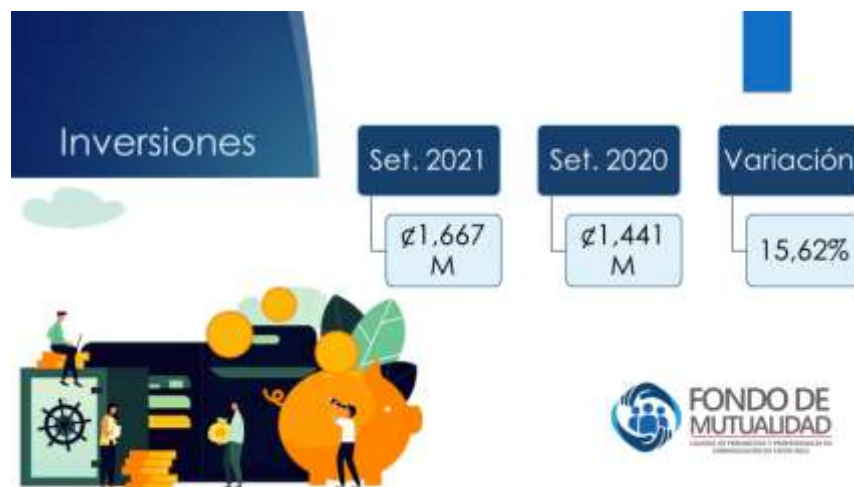 Inversiones
Set. 2021
₡1,667
M
Set. 2020
₡1,441
M
Variación
15,62%
FONDO DE
MUTUALIDAD